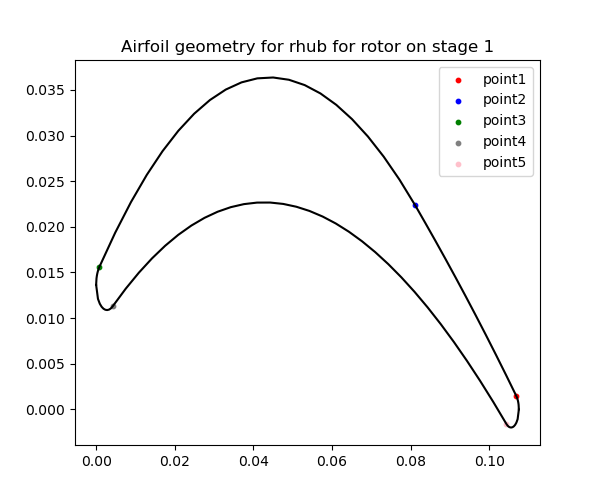 Airfoil geometry for rhub for rotor on stage 1
point1
point2
point3
point4
point5
0.035
0.030
0.025
0.020
0.015
0.010
0.005
0.000
0.00 0.02 0.04 0.06 0.08 0.10